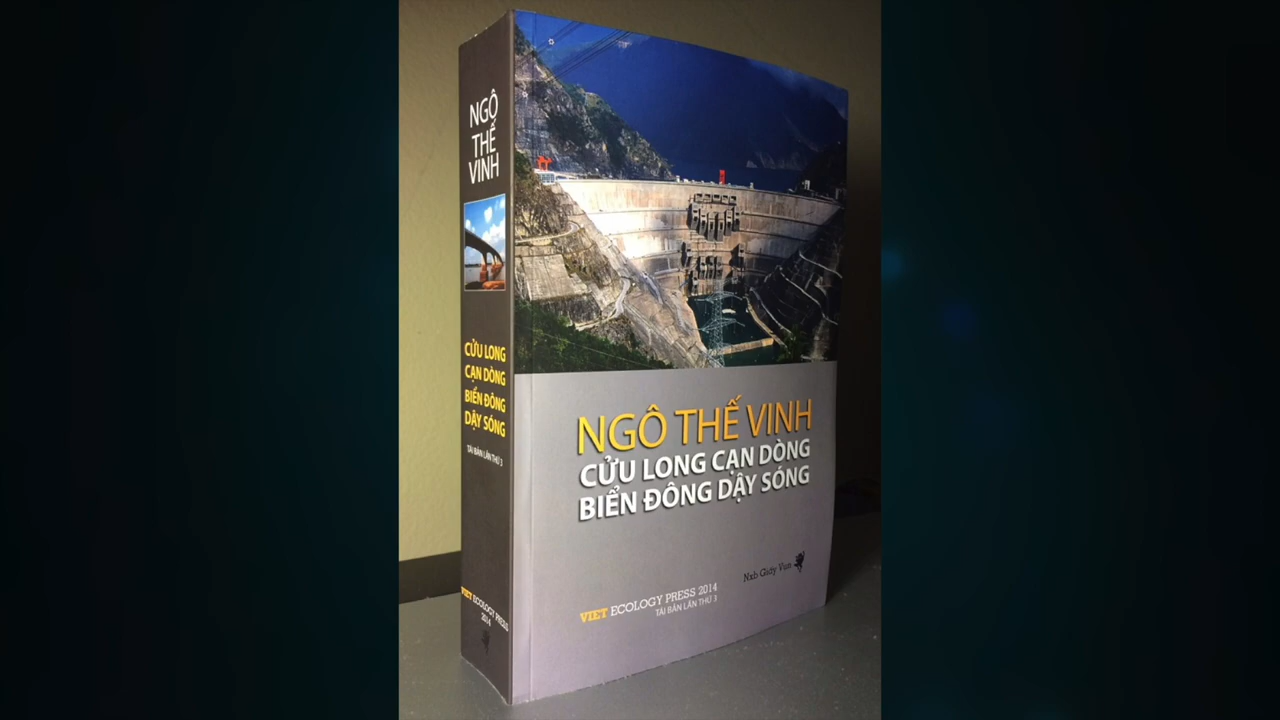 NGÔ
THẾ
VINH
CỬU LONG
CẠN DÒNG
BIỂN ĐÔNG
DẬY SÓNG
TÁI BẢN LẦN THỨ 3
VIET ECOLOGY PRESS
2014
NGÔ THẾ VINH
CỬU LONG CẠN DÒNG
BIỂN ĐÔNG DẬY SÓNG
Nxb Giấy Vụn
VIET ECOLOGY PRESS 2014
TÁI BẢN LẦN THỨ 3